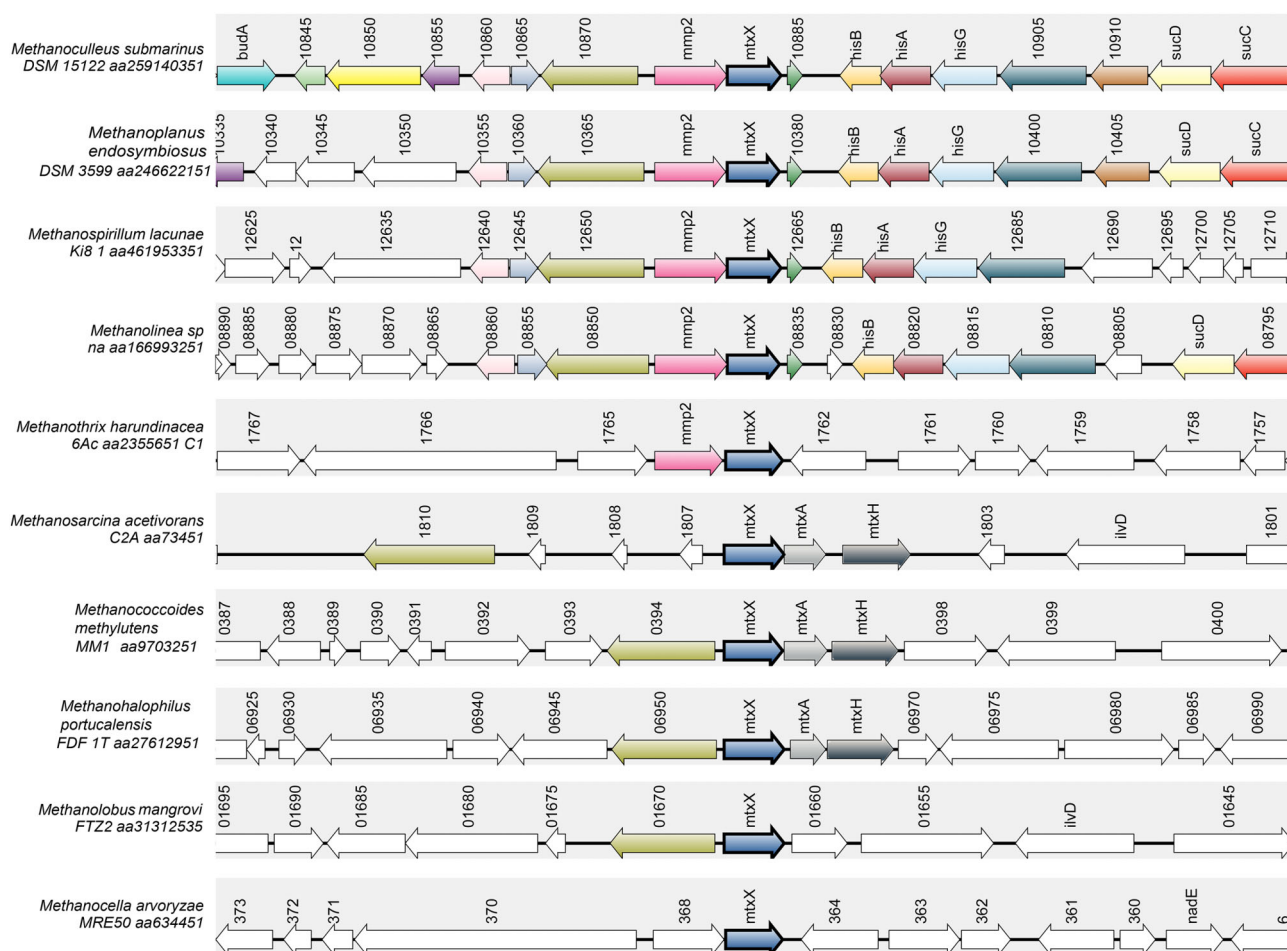 budA 10845 10850 10855 10860 10865 10870 mmp2 mtxX 10885 hisB hisA hisG 10905 10910 sucD sucC
Methanoculleus submarinus
DSM 15122 aa259140351
10335 10340 10345 10350 10355 10360 10365 mmp2 mtxX 10380 hisB hisA hisG 10400 10405 sucD sucC
Methanoplanus
endosymbiosus
DSM 3599 aa246622151
12625 12 12635 12640 12645 12650 mmp2 mtxX 12665 hisB hisA hisG 12685 12690 12695 12700 12705 12710
Methanospirillum lacunae
Ki8 1 aa461953351
08890 08885 08880 08875 08870 08865 08860 08855 08850 mmp2 mtxX 08835 08830 hisB 08820 08815 08810 08805 sucD 08795
Methanolinea sp
na aa166993251
1767 1766 1765 mmp2 mtxX 1762 1761 1760 1759 1758 1757
Methanothrix harundinacea
6Ac aa2355651 C1
1810 1809 1808 1807 mtxX mtxA mtxH 1803 ilvD 1801
Methanosarcina acetivorans
C2A aa73451
0387 0388 0389 0390 0391 0392 0393 0394 mtxX mtxA mtxH 0398 0399 0400
Methanococcoides
methylutens
MM1 aa9703251
06925 06930 06935 06940 06945 06950 mtxX mtxA mtxH 06970 06975 06980 06985 06990
Methanohalophilus
portucalensis
FDF 1T aa27612951
01695 01690 01685 01680 01675 01670 mtxX 01660 01655 ilvD 01645
Methanolobus mangrovi
FTZ2 aa31312535
373 372 371 370 368 mtxX 364 363 362 361 360 nadE 6
Methanocella arvoryzae
MRE50 aa634451